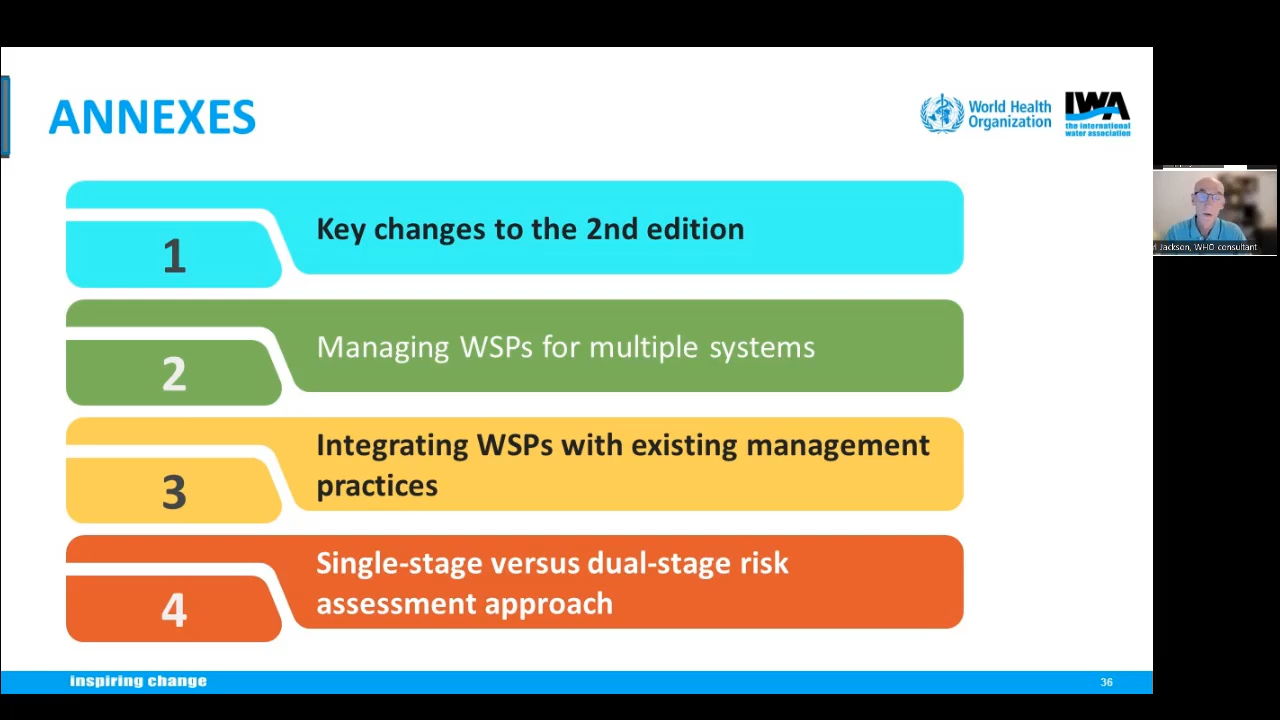 ANNEXES
World Health
Organization
IWA
the international
water association
1
Key changes to the 2nd edition
2
Managing WSPs for multiple systems
3
Integrating WSPs with existing management
practices
4
Single-stage versus dual-stage risk
assessment approach
inspiring change
36
Jackson, WHO consultant